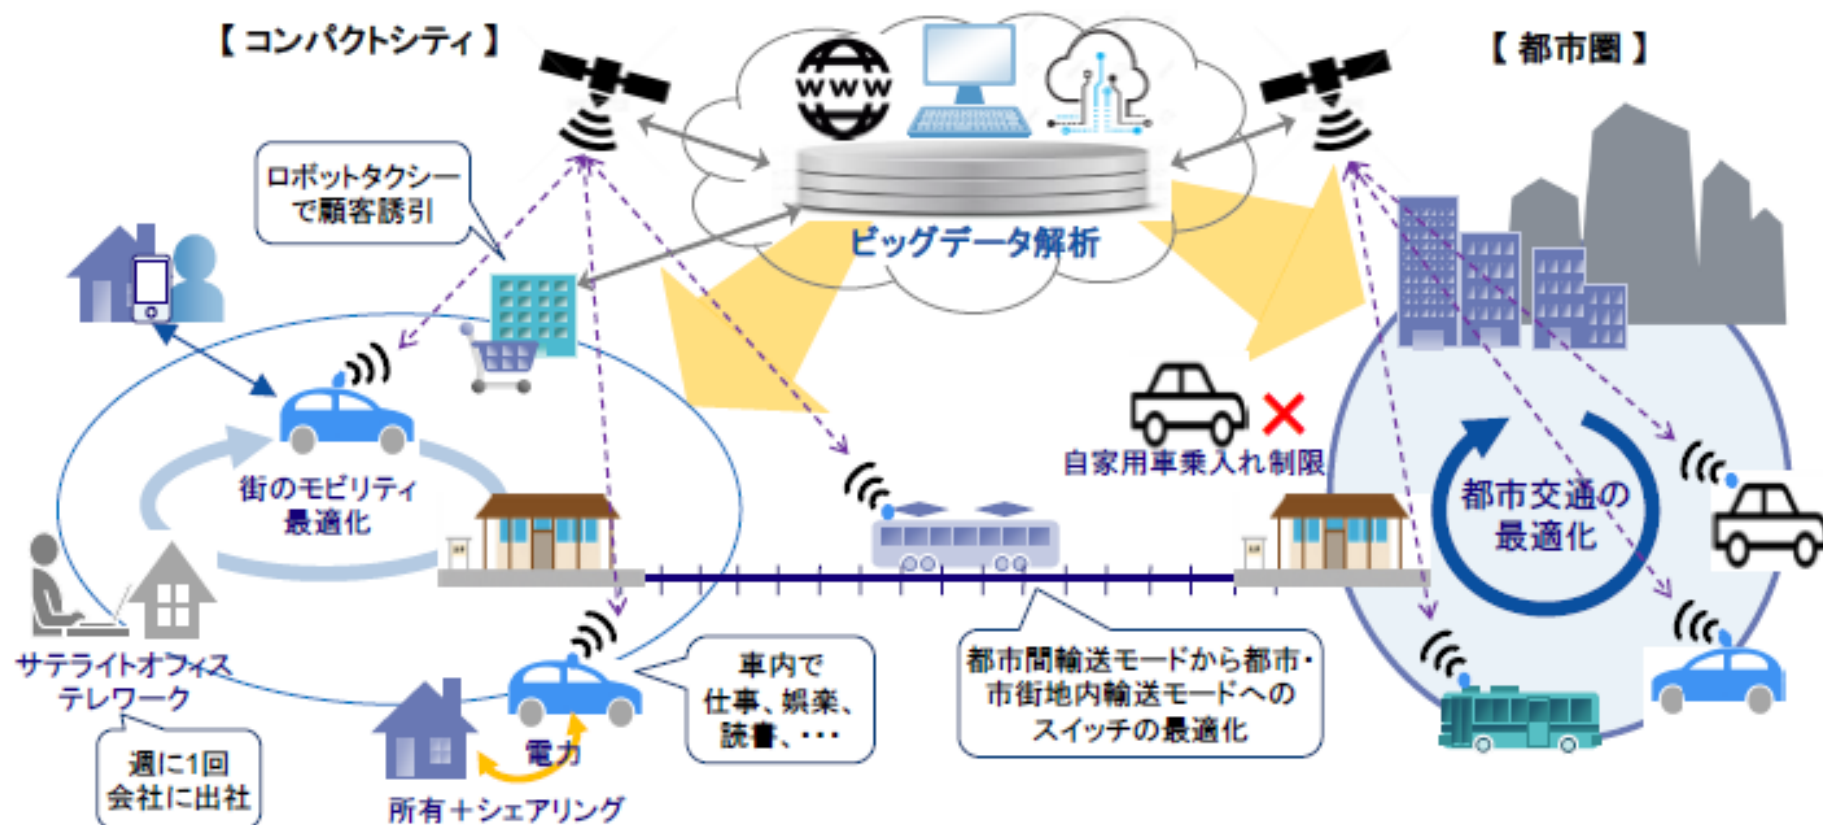 【 コンパクトシティ 】
【 都市圏 】
WWW
ロボットタクシー
で顧客誘引
ビッグデータ解析
自家用車乗入れ制限
街のモビリティ
最適化
都市交通の
最適化
サテライトオフィス
テレワーク
週に1回
会社に出社
車内で
仕事、娯楽、
読書、・・・
電力
所有＋シェアリング
都市間輸送モードから都市・
市街地内輸送モードへの
スイッチの最適化